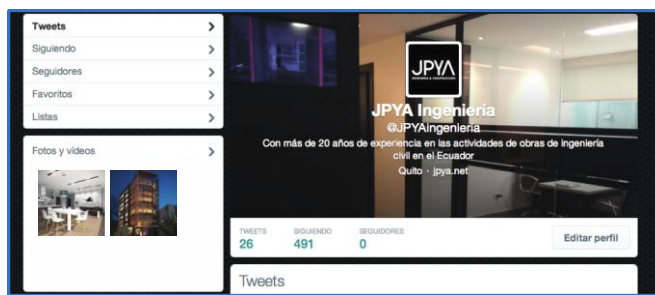 Tweets
Siguiendo
Seguidores
Favoritos
Listas
Fotos y vídeos
JPYA
INGENIERIA & CONSTRUCCION
JPYA Ingeniería
@JPYAingenieria
Con más de 20 años de experiencia en las actividades de obras de ingeniería
civil en el Ecuador
Quito · jpya.net
TWEETS SIGUIENDO SEGUIDORES
26 491 0
Editar perfil
Tweets